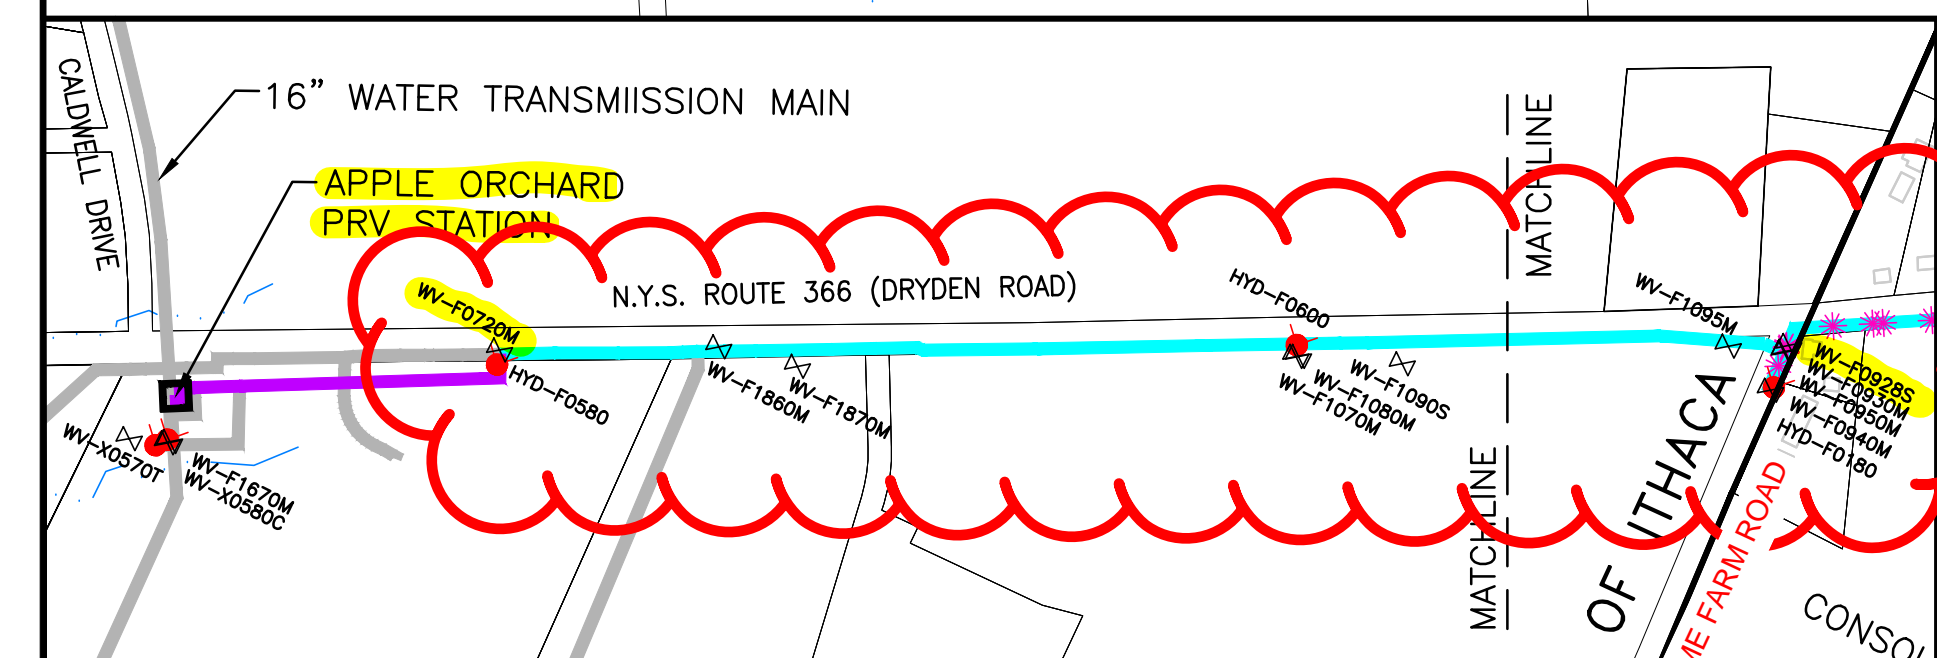 CALDWELL DRIVE
16” WATER TRANSMIISSION MAIN
APPLE ORCHARD
PRV STATION
MATCHLINE
N.Y.S. ROUTE 366 (DRYDEN ROAD)
WV-F0720M
HYD-F0580
WV-F1860M
WV-F1870M
HYD-F0600
WV-F1090S
WV-F1080M
WV-F1070M
WV-F1095M
WV-F0928S
WV-F0930M
WV-F0950M
WV-F0940M
HYD-F0180
WV-X0570T
WV-F1670M
WV-X0580C
MATCHLINE
OF ITHACA
ME FARM ROAD
CONSOL